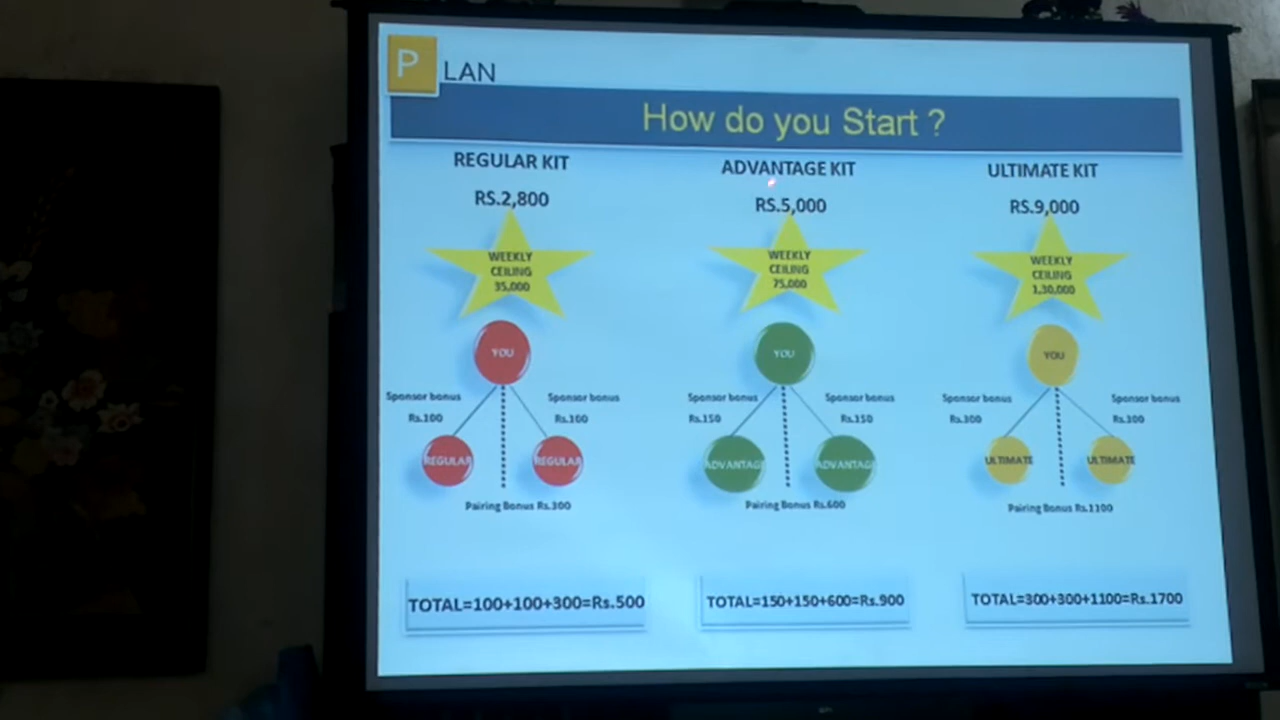 P LAN
How do you Start ?
REGULAR KIT
RS.2,800
WEEKLY
CEILING
35,000
YOU
Sponsor bonus
Rs.100
Sponsor bonus
Rs.100
REGULAR
REGULAR
Pairing Bonus Rs.300
TOTAL=100+100+300=Rs.500
ADVANTAGE KIT
RS.5,000
WEEKLY
CEILING
75,000
YOU
Sponsor bonus
Rs.150
Sponsor bonus
Rs.150
ADVANTAGE
ADVANTAGE
Pairing Bonus Rs.600
TOTAL=150+150+600=Rs.900
ULTIMATE KIT
RS.9,000
WEEKLY
CEILING
1,30,000
YOU
Sponsor bonus
Rs.300
Sponsor bonus
Rs.300
ULTIMATE
ULTIMATE
Pairing Bonus Rs.1100
TOTAL=300+300+1100=Rs.1700